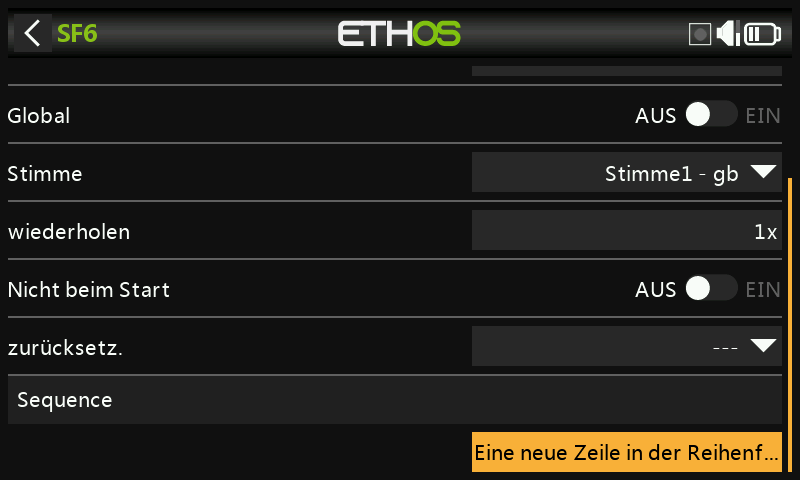 SF6
ETHOS
Global
AUS EIN
Stimme
Stimme1 - gb
wiederholen
1x
Nicht beim Start
AUS EIN
zurücksetz.
---
Sequence
Eine neue Zeile in der Reihenf...